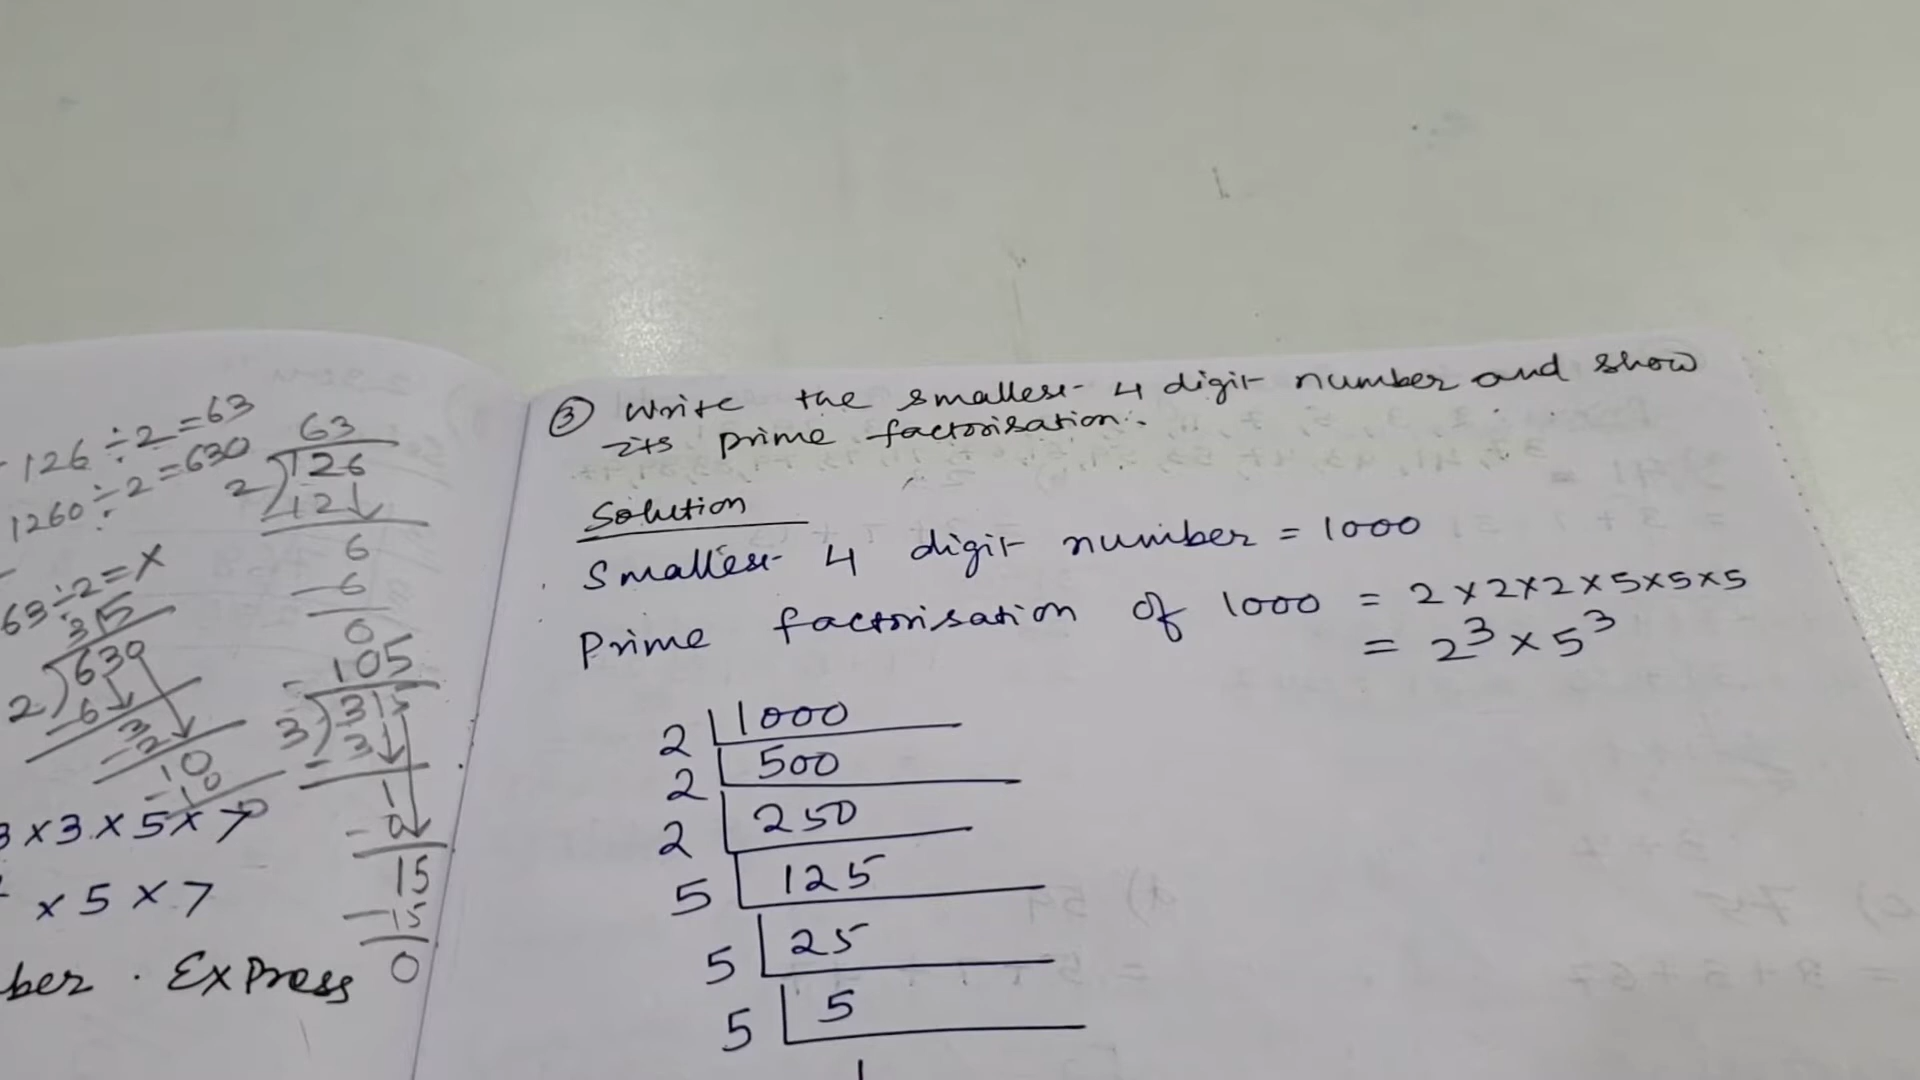 126 ÷ 2 = 63
1260 ÷ 2 = 630
63 ÷ 2 = X
63
2 ) 126
12
6
- 6
0
315
2 ) 630
6
3
- 2
10
- 10
0
105
3 ) 315
- 3
1
- 0
15
- 15
0
3 × 3 × 5 × 7
× 5 × 7
ber . Express
③ Write the smallest 4 digit number and show
its prime factorisation.
Solution
Smallest 4 digit number = 1000
Prime factorisation of 1000 = 2 × 2 × 2 × 5 × 5 × 5
= 2³ × 5³
2 | 1000
2 | 500
2 | 250
5 | 125
5 | 25
5 | 5
1